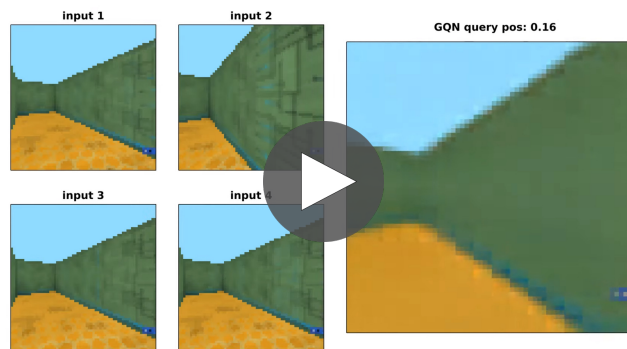 input 1
input 2
GQN query pos: 0.16
input 3
input 4